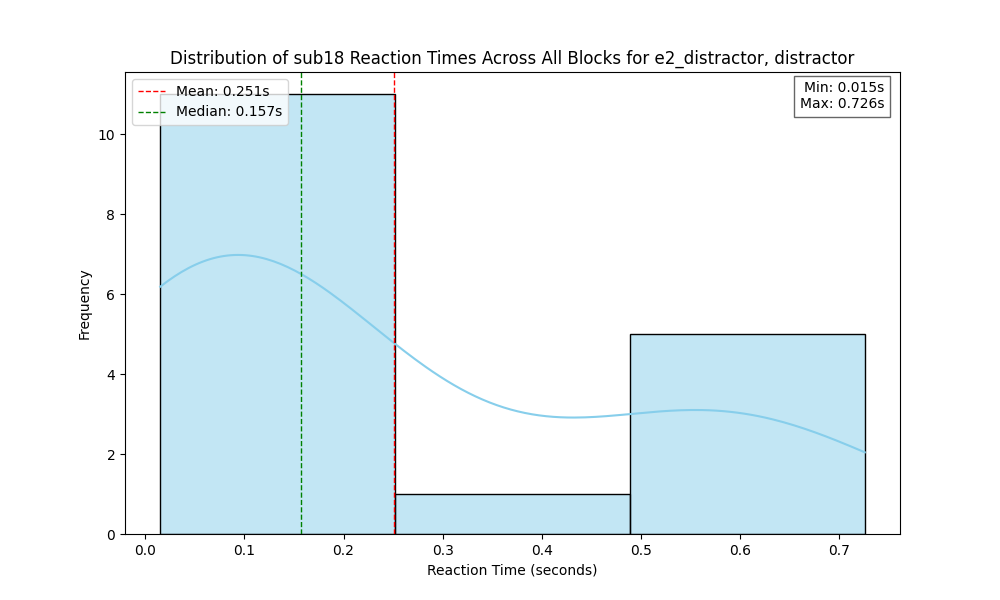 Distribution of sub18 Reaction Times Across All Blocks for e2_distractor, distractor
Mean: 0.251s
Median: 0.157s
Min: 0.015s
Max: 0.726s
10
8
6
4
2
0
Frequency
0.0 0.1 0.2 0.3 0.4 0.5 0.6 0.7
Reaction Time (seconds)